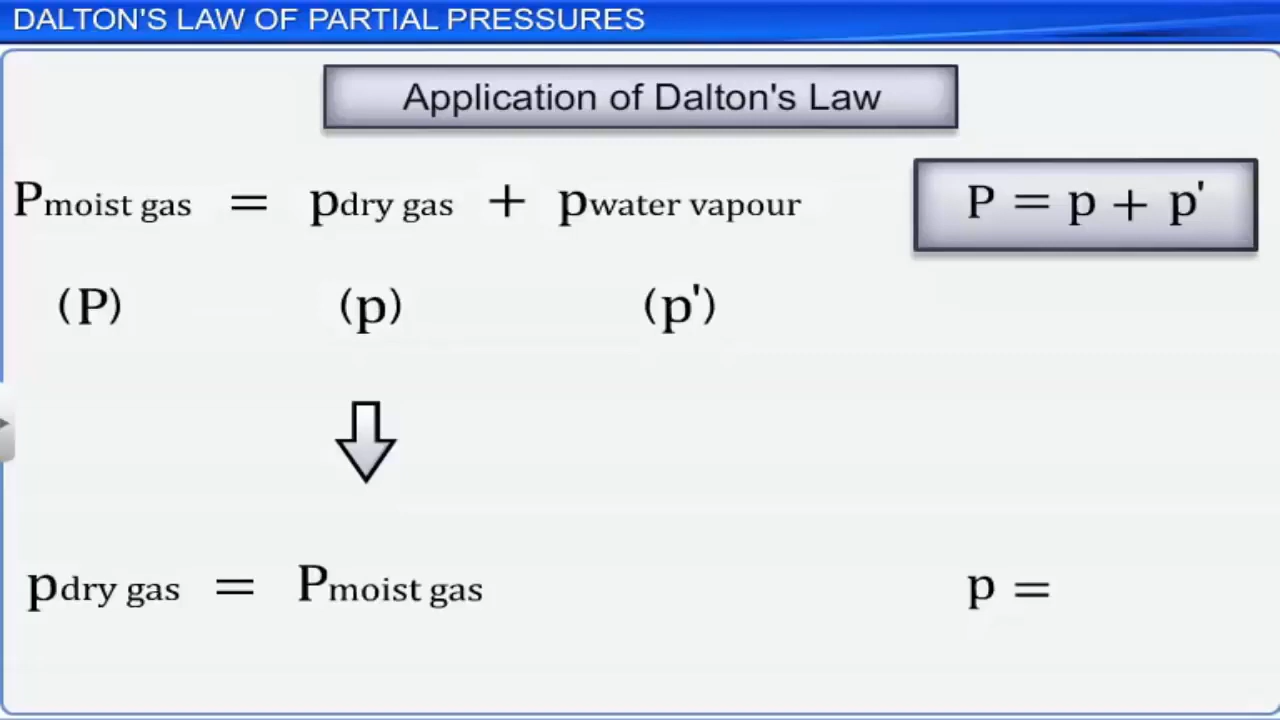 DALTON'S LAW OF PARTIAL PRESSURES
Application of Dalton's Law
Pmoist gas = pdry gas + pwater vapour
P = p + p'
(P) (p) (p')
pdry gas = Pmoist gas
p =